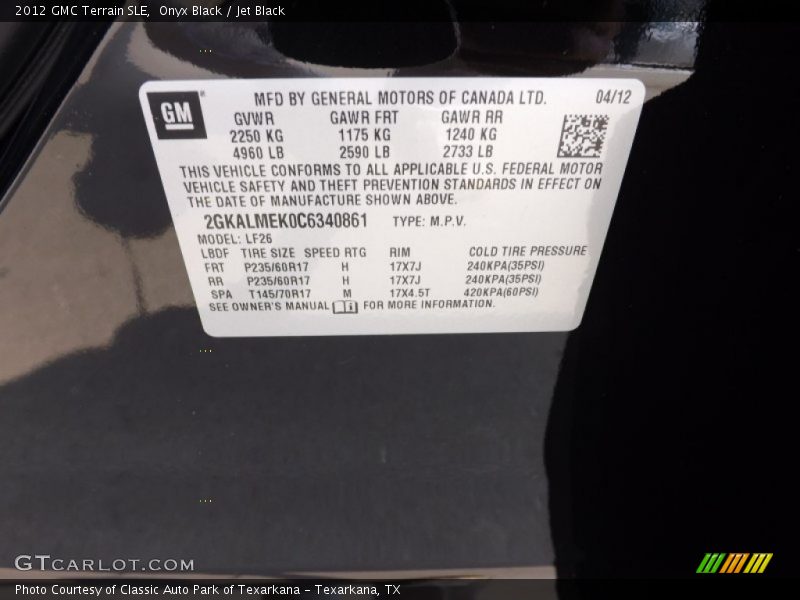 2012 GMC Terrain SLE,  Onyx Black / Jet Black
GM
MFD BY GENERAL MOTORS OF CANADA LTD. 04/12
GVWR GAWR FRT GAWR RR
2250 KG 1175 KG 1240 KG
4960 LB 2590 LB 2733 LB
THIS VEHICLE CONFORMS TO ALL APPLICABLE U.S. FEDERAL MOTOR
VEHICLE SAFETY AND THEFT PREVENTION STANDARDS IN EFFECT ON
THE DATE OF MANUFACTURE SHOWN ABOVE.
2GKALMEK0C6340861 TYPE: M.P.V.
MODEL: LF26
LBDF TIRE SIZE SPEED RTG RIM COLD TIRE PRESSURE
FRT P235/60R17 H 17X7J 240KPA(35PSI)
RR P235/60R17 H 17X7J 240KPA(35PSI)
SPA T145/70R17 M 17X4.5T 420KPA(60PSI)
SEE OWNER'S MANUAL FOR MORE INFORMATION.
GTCARLOT.COM
Photo Courtesy of Classic Auto Park of Texarkana – Texarkana, TX